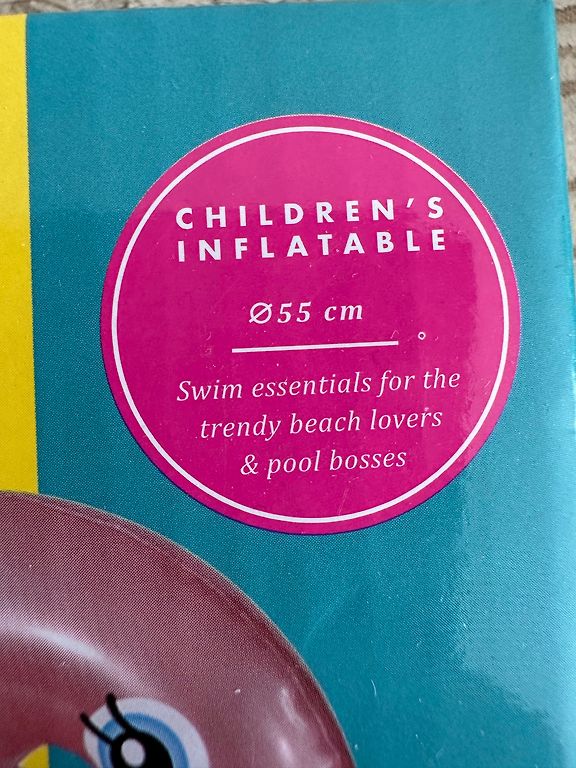 CHILDREN'S
INFLATABLE
Ø55 cm
Swim essentials for the
trendy beach lovers
& pool bosses